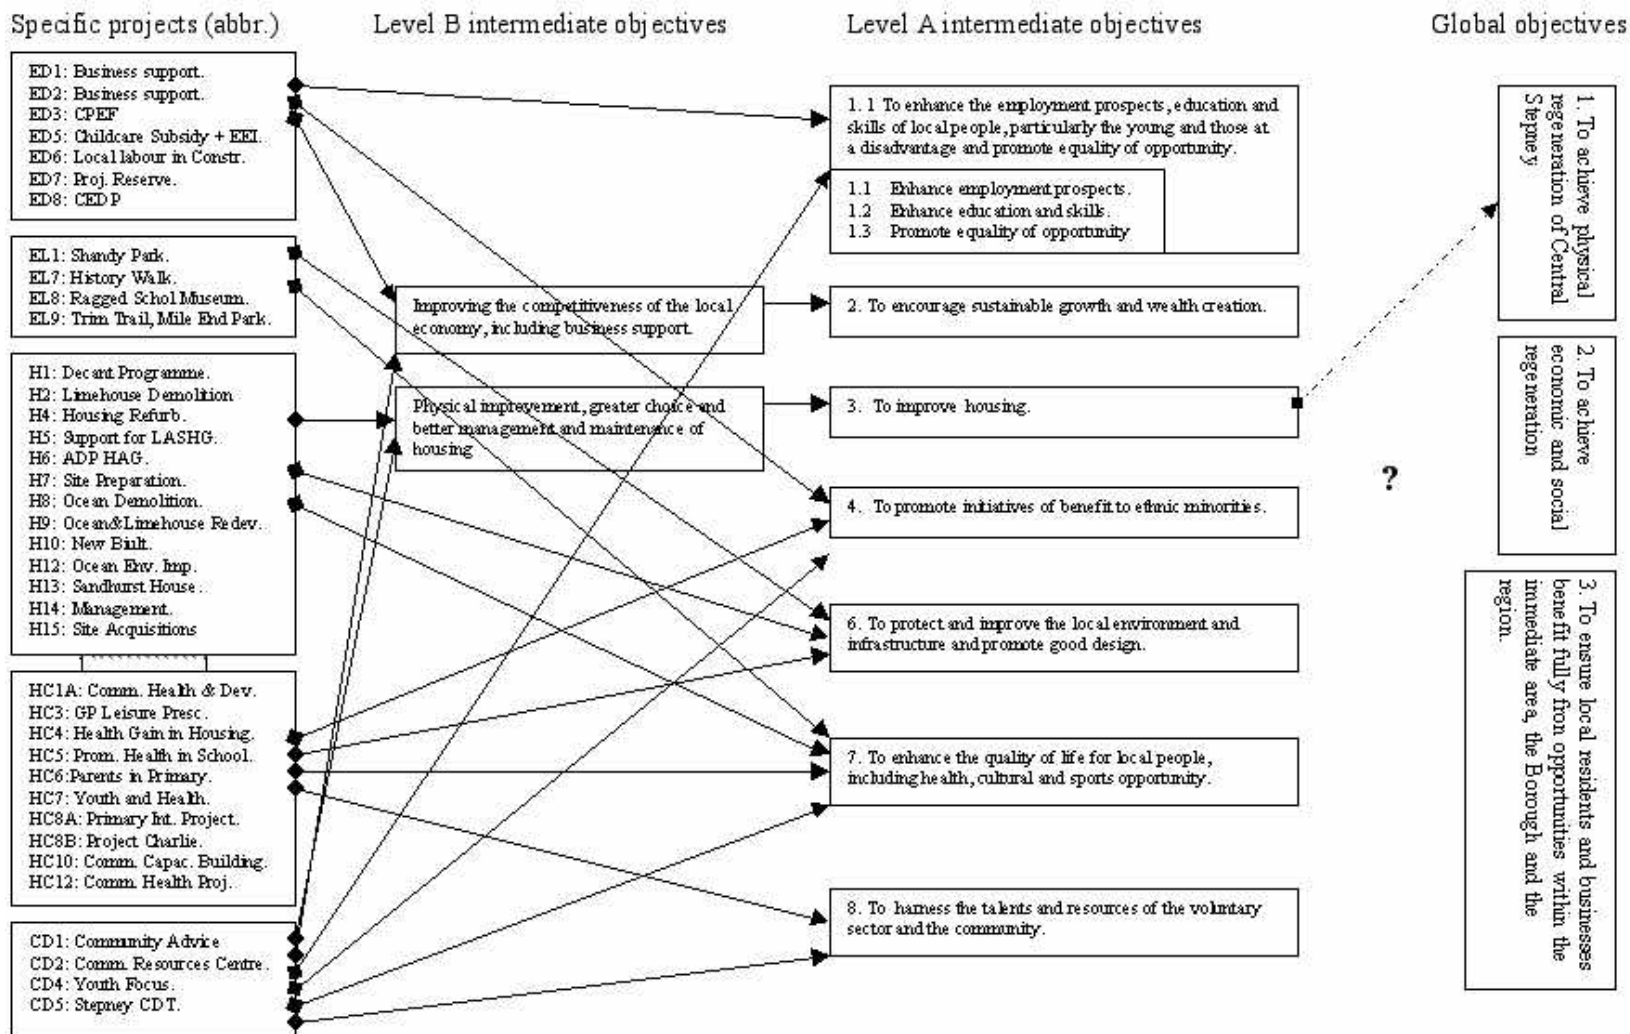 Specific projects (abbr.)
Level B intermediate objectives
Level A intermediate objectives
Global objectives
ED1: Business support.
ED2: Business support.
ED3: CPEF
ED5: Childcare Subsidy + EEI.
ED6: Local labour in Constr.
ED7: Proj. Reserve.
ED8: CEDP
EL1: Shandy Park.
EL7: History Walk.
EL8: Ragged Schol Museum.
EL9: Trim Trail, Mile End Park.
H1: Decant Programme.
H2: Limehouse Demolition
H4: Housing Refurb.
H5: Support for LASHG.
H6: ADP HAG.
H7: Site Preparation.
H8: Ocean Demolition.
H9: Ocean&Limehouse Redev.
H10: New Biult.
H12: Ocean Env. Imp.
H13: Sandhurst House.
H14: Management.
H15: Site Acquisitions
HC1A: Comm. Health & Dev.
HC3: GP Leisure Presc.
HC4: Health Gain in Housing.
HC5: Prom. Health in School.
HC6:Parents in Primary.
HC7: Youth and Health.
HC8A: Primary Int. Project.
HC8B: Project Charlie.
HC10: Comm. Capac. Building.
HC12: Comm. Health Proj.
CD1: Community Advice
CD2: Comm. Resources Centre.
CD4: Youth Focus.
CD5: Stepney CDT.
Improving the competitiveness of the local
economy, including business support.
Physical imprevement, greater choice and
better management and maintenance of
housing
1. 1 To enhance the employment prospects, education and
skills of local people, particularly the young and those at
a disadvantage and promote equality of opportunity.
1.1 Enhance employment prospects.
1.2 Enhance education and skills.
1.3 Promote equality of opportunity
2. To encourage sustainable growth and wealth creation.
3. To improve housing.
4. To promote initiatives of benefit to ethnic minorities.
6. To protect and improve the local environment and
infrastructure and promote good design.
7. To enhance the quality of life for local people,
including health, cultural and sports opportunity.
8. To harness the talents and resources of the voluntary
sector and the community.
?
1. To achieve physical
regeneration of Central
Stepney
2. To achieve
economic and social
regeneration
3. To ensure local residents and businesses
benefit fully from opportunities within the
immediate area, the Borough and the
region.